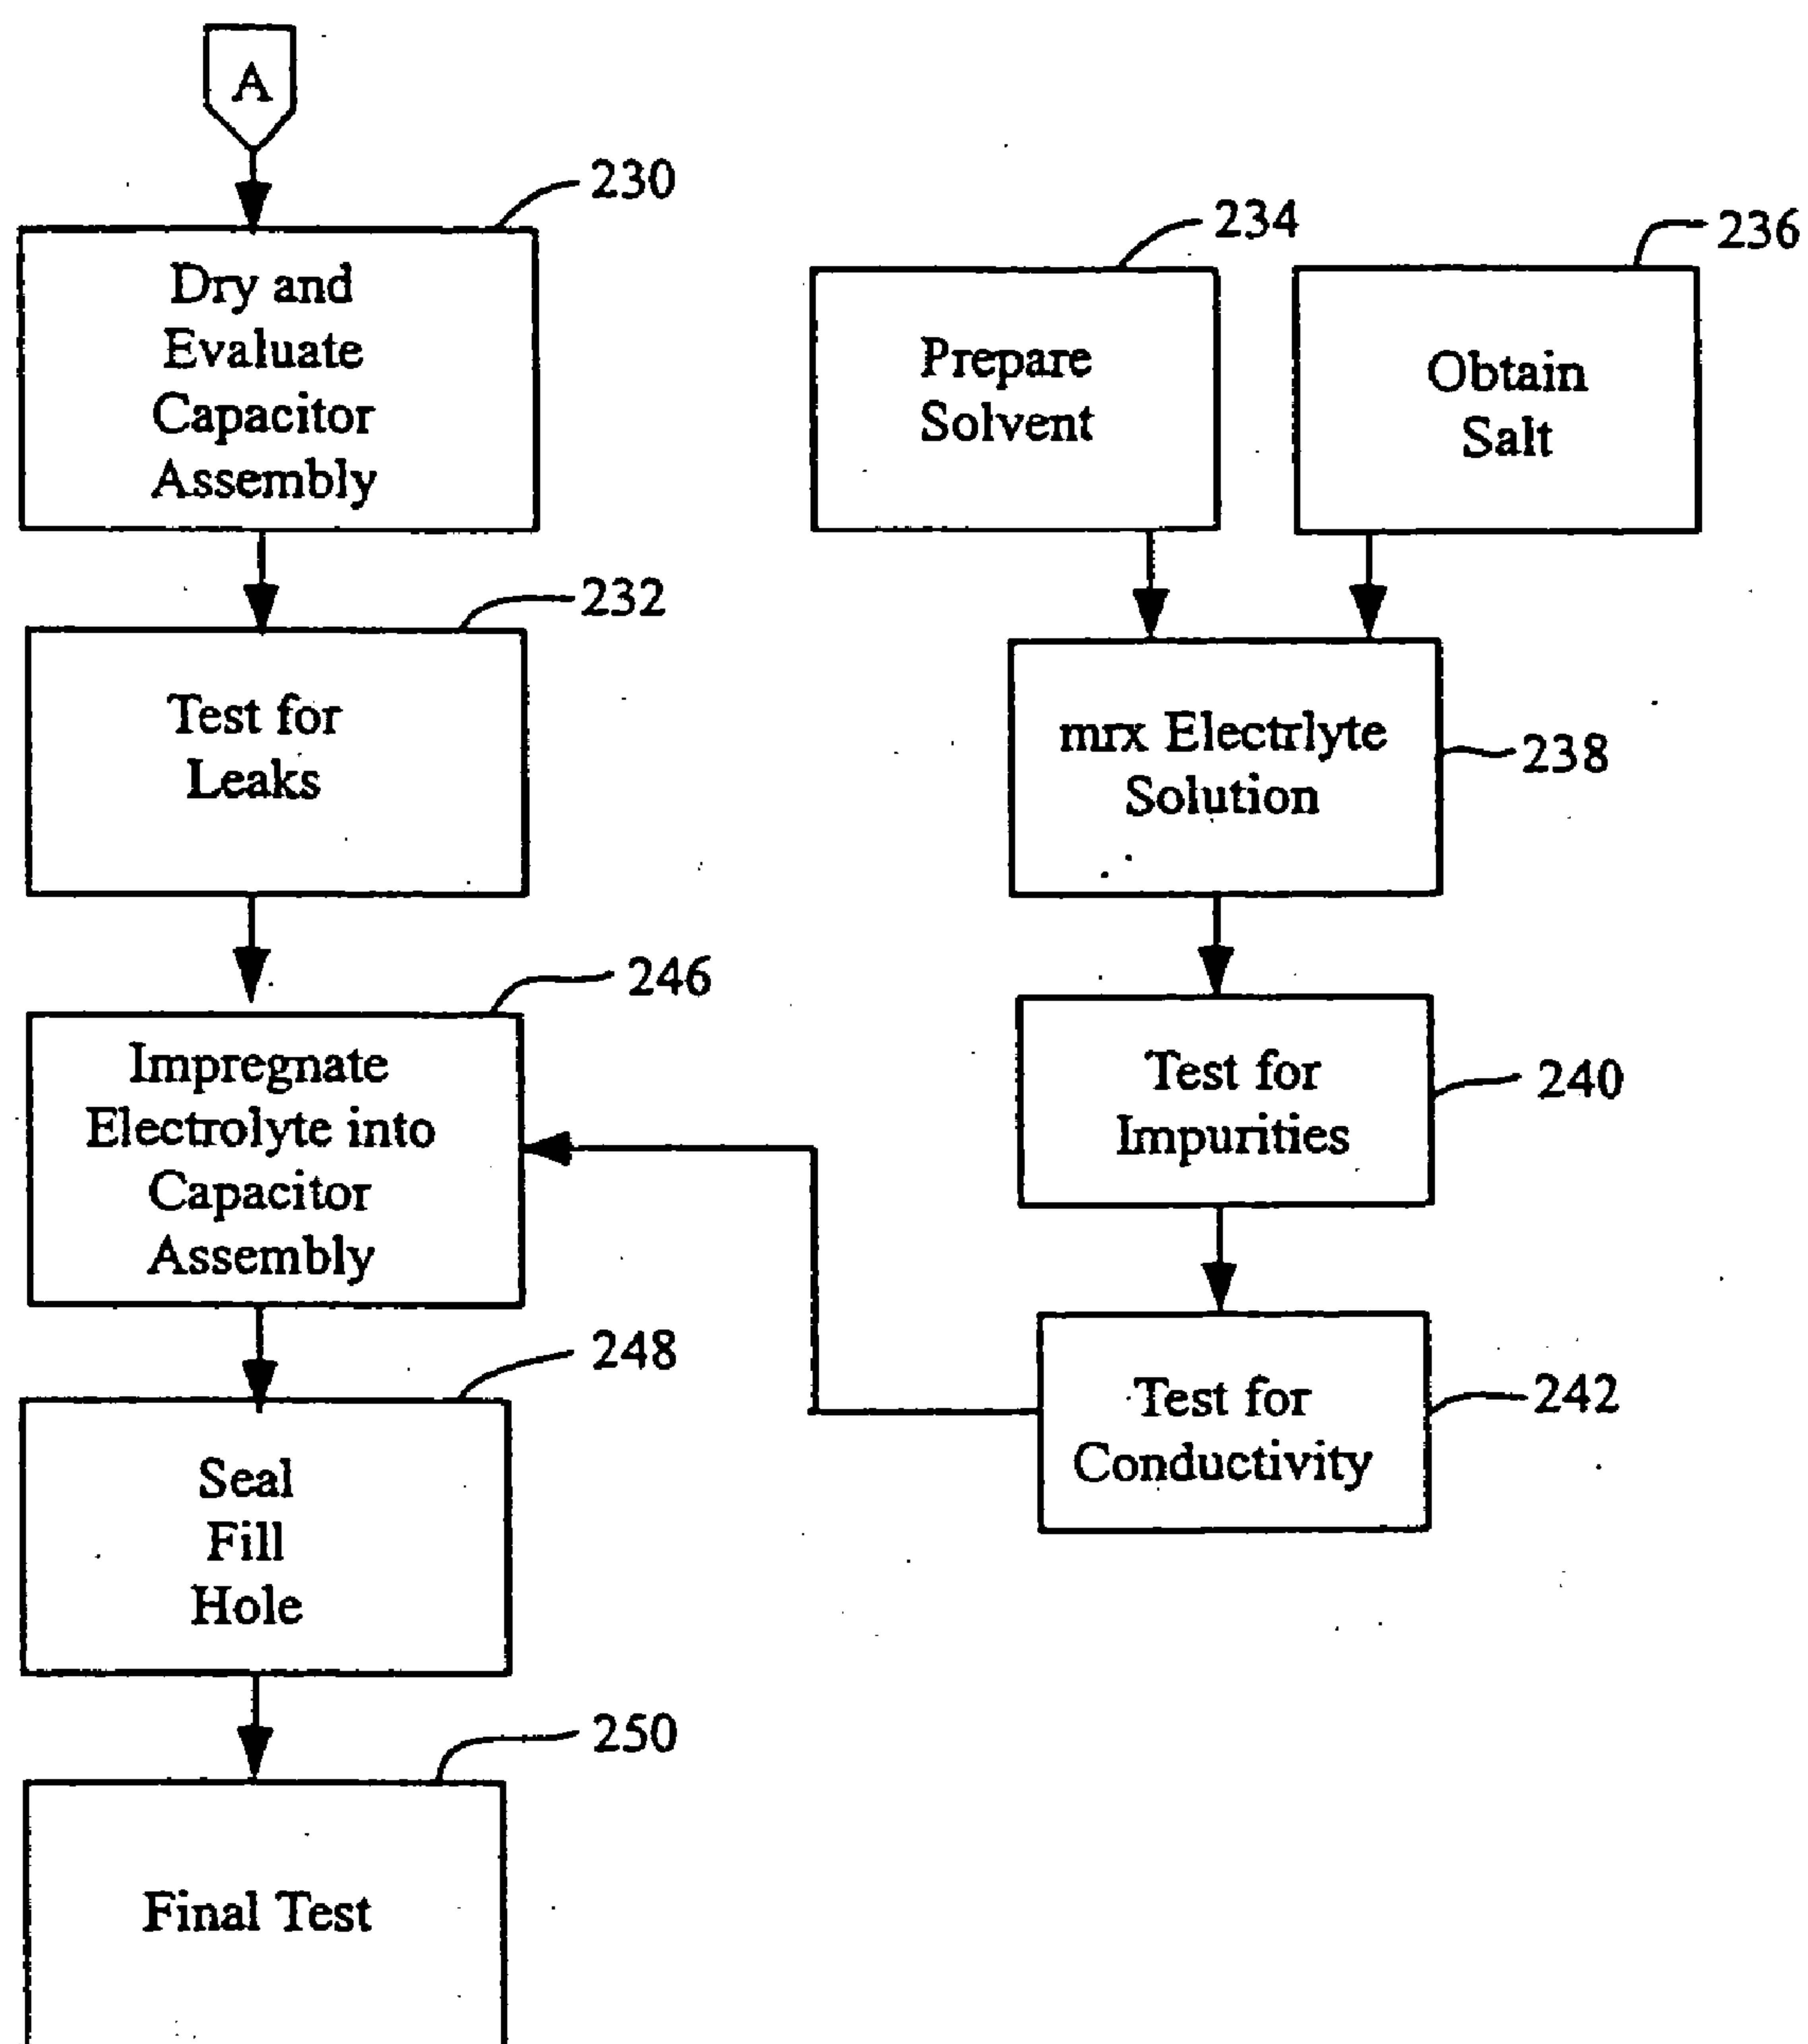 A
230
Dry and
Evaluate
Capacitor
Assembly
232
Test for
Leaks
246
Impregnate
Electrolyte into
Capacitor
Assembly
248
Seal
Fill
Hole
250
Final Test
234
Prepare
Solvent
236
Obtain
Salt
238
mrx Electrlyte
Solution
240
Test for
Impurities
242
Test for
Conductivity